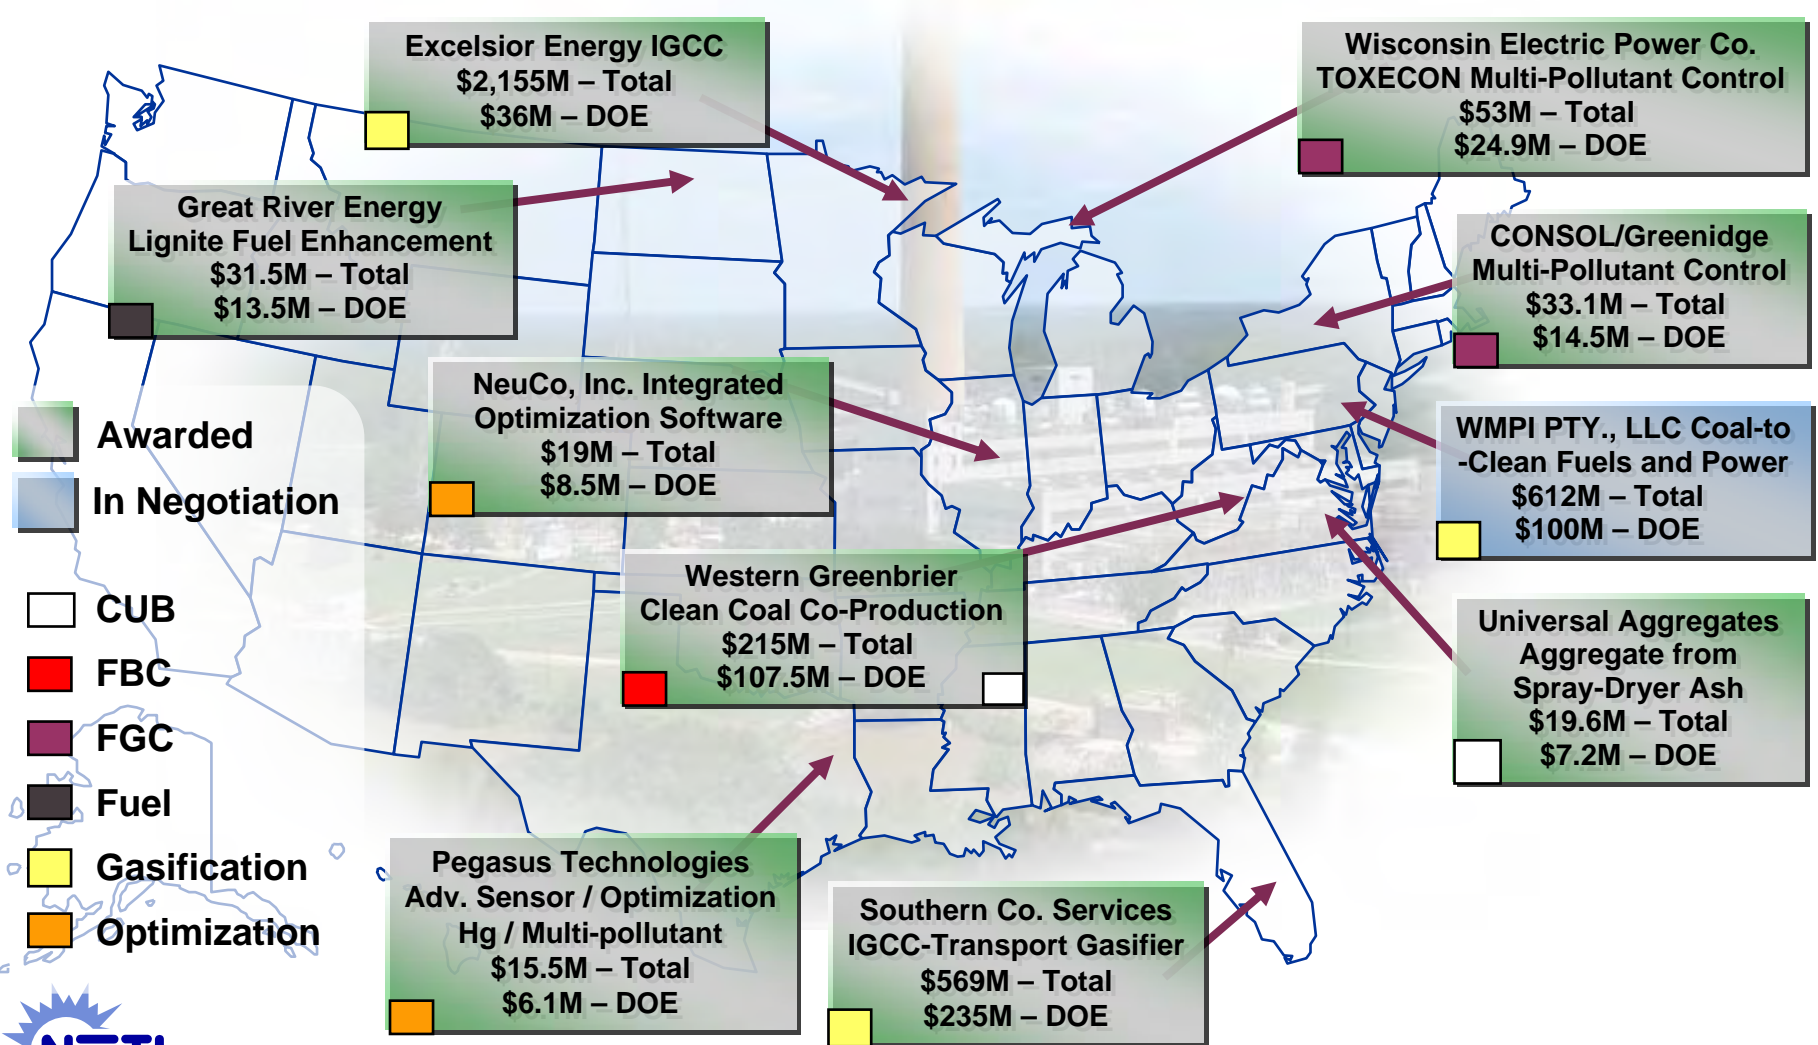 Excelsior Energy IGCC
$2,155M – Total
$36M – DOE
Wisconsin Electric Power Co.
TOXECON Multi-Pollutant Control
$53M – Total
$24.9M – DOE
Great River Energy
Lignite Fuel Enhancement
$31.5M – Total
$13.5M – DOE
CONSOL/Greenidge
Multi-Pollutant Control
$33.1M – Total
$14.5M – DOE
NeuCo, Inc. Integrated
Optimization Software
$19M – Total
$8.5M – DOE
WMPI PTY., LLC Coal-to
-Clean Fuels and Power
$612M – Total
$100M – DOE
Awarded
In Negotiation
Western Greenbrier
Clean Coal Co-Production
$215M – Total
$107.5M – DOE
Universal Aggregates
Aggregate from
Spray-Dryer Ash
$19.6M – Total
$7.2M – DOE
CUB
FBC
FGC
Fuel
Gasification
Optimization
Pegasus Technologies
Adv. Sensor / Optimization
Hg / Multi-pollutant
$15.5M – Total
$6.1M – DOE
Southern Co. Services
IGCC-Transport Gasifier
$569M – Total
$235M – DOE
NETL